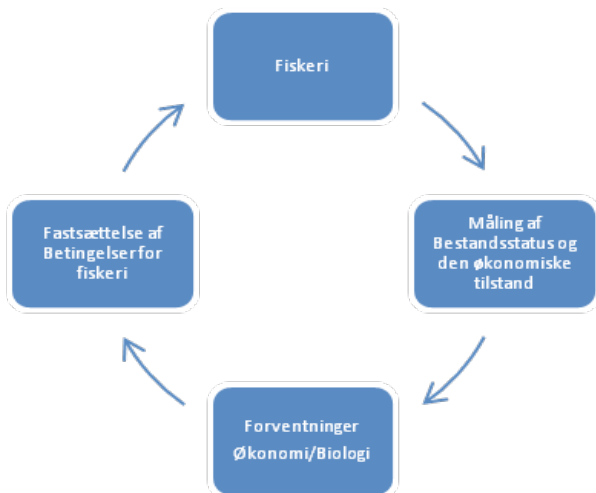 Fiskeri
Måling af
Bestandsstatus og
den økonomiske
tilstand
Forventninger
Økonomi/Biologi
Fastsættelse af
Betingelser for
fiskeri